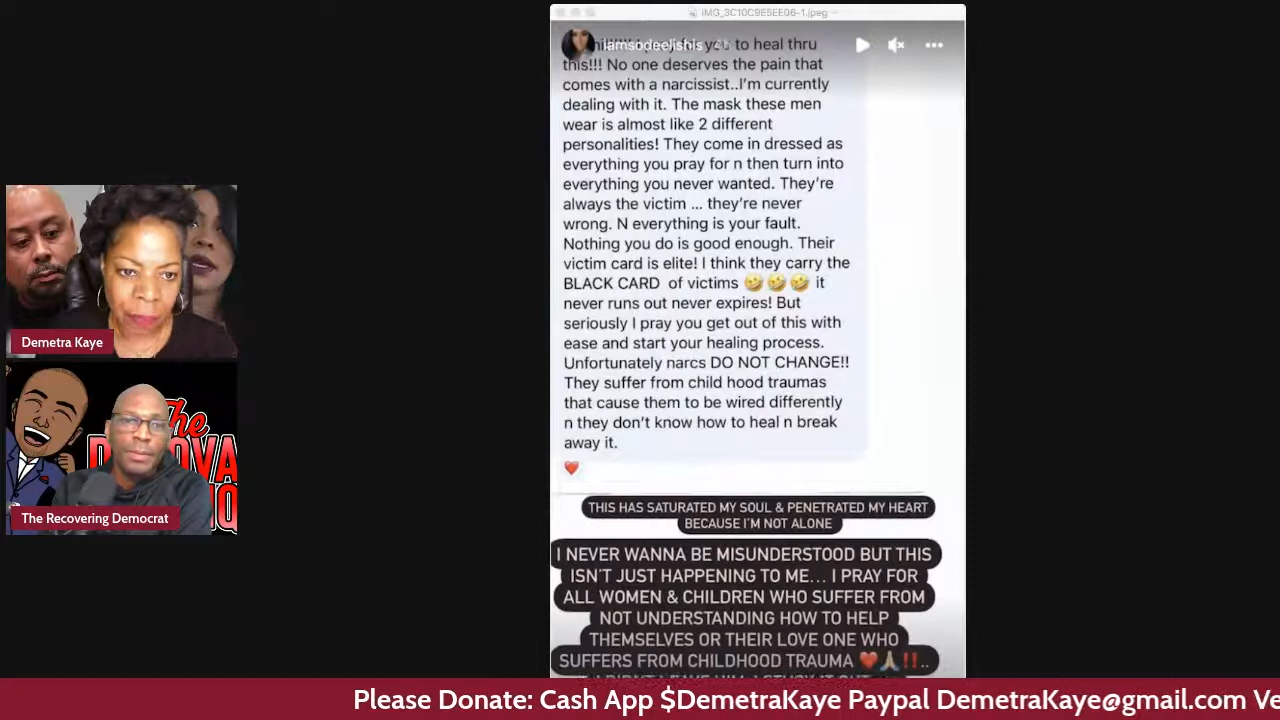 IMG_3C10C9E5EE06-1.jpeg
iamsodeelishis
to heal thru
this!!! No one deserves the pain that
comes with a narcissist..I'm currently
dealing with it. The mask these men
wear is almost like 2 different
personalities! They come in dressed as
everything you pray for n then turn into
everything you never wanted. They're
always the victim ... they're never
wrong. N everything is your fault.
Nothing you do is good enough. Their
victim card is elite! I think they carry the
BLACK CARD of victims 🤣🤣🤣 it
never runs out never expires! But
seriously I pray you get out of this with
ease and start your healing process.
Unfortunately narcs DO NOT CHANGE!!
They suffer from child hood traumas
that cause them to be wired differently
n they don't know how to heal n break
away it.
❤️
THIS HAS SATURATED MY SOUL & PENETRATED MY HEART
BECAUSE I'M NOT ALONE
I NEVER WANNA BE MISUNDERSTOOD BUT THIS
ISN'T JUST HAPPENING TO ME... I PRAY FOR
ALL WOMEN & CHILDREN WHO SUFFER FROM
NOT UNDERSTANDING HOW TO HELP
THEMSELVES OR THEIR LOVE ONE WHO
SUFFERS FROM CHILDHOOD TRAUMA ❤️🙏‼️..
Demetra Kaye
The
The Recovering Democrat
Please Donate: Cash App $DemetraKaye Paypal DemetraKaye@gmail.com Ve